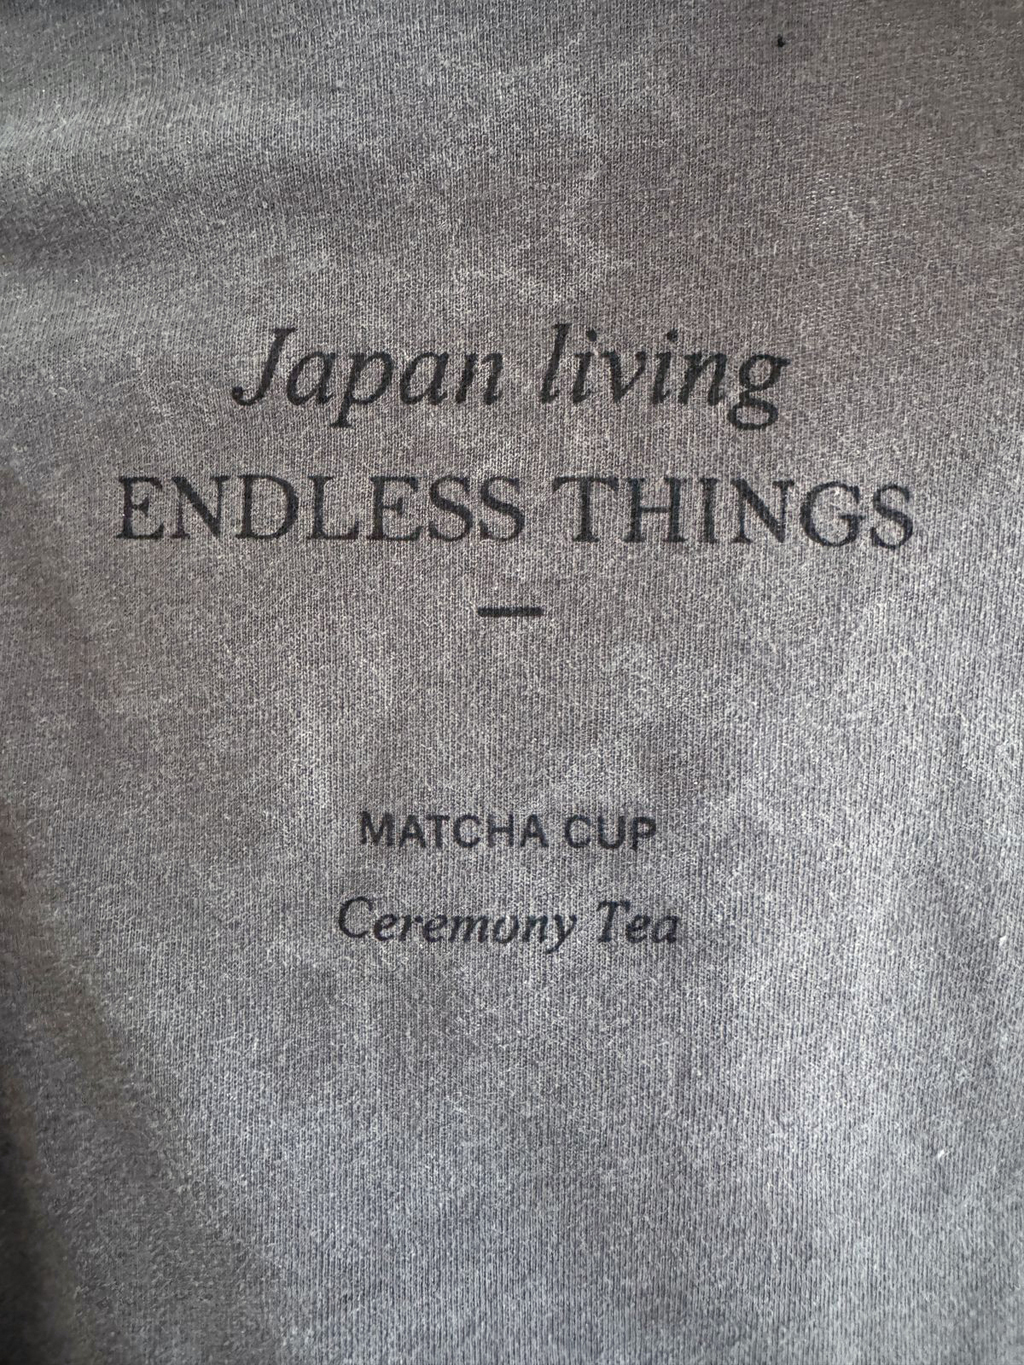 Japan living
ENDLESS THINGS
—
MATCHA CUP
Ceremony Tea